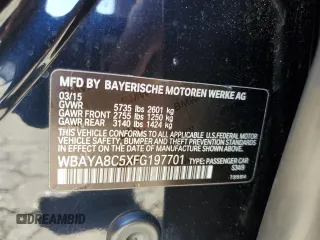 MFD BY BAYERISCHE MOTOREN WERKE AG
03/15
GVWR 5735 lbs 2601 kg
GAWR FRONT 2755 lbs 1250 kg
GAWR REAR 3140 lbs 1424 kg
THIS VEHICLE CONFORMS TO ALL APPLICABLE FEDERAL MOTOR
VEHICLE SAFETY, BUMPER, AND THEFT PREVENTION STANDARDS
IN EFFECT ON THE DATE OF MANUFACTURE SHOWN ABOVE.
WBAYA8C5XFG197701 TYPE: PASSENGER CAR
DREAMBID